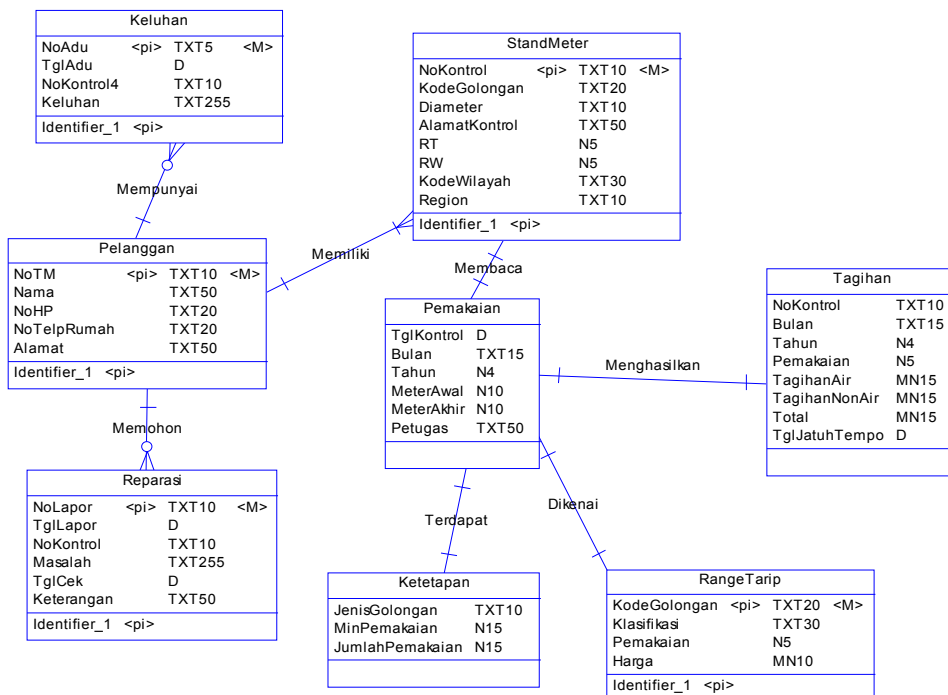 Keluhan
NoAdu <pi> TXT5 <M>
TglAdu D
NoKontrol4 TXT10
Keluhan TXT255
Identifier_1 <pi>
StandMeter
NoKontrol <pi> TXT10 <M>
KodeGolongan TXT20
Diameter TXT10
AlamatKontrol TXT50
RT N5
RW N5
KodeWilayah TXT30
Region TXT10
Identifier_1 <pi>
Mempunyai
Memiliki
Membaca
Pelanggan
NoTM <pi> TXT10 <M>
Nama TXT50
NoHP TXT20
NoTelpRumah TXT20
Alamat TXT50
Identifier_1 <pi>
Pemakaian
TglKontrol D
Bulan TXT15
Tahun N4
MeterAwal N10
MeterAkhir N10
Petugas TXT50
Menghasilkan
Tagihan
NoKontrol TXT10
Bulan TXT15
Tahun N4
Pemakaian N5
TagihanAir MN15
TagihanNonAir MN15
Total MN15
TglJatuhTempo D
Memohon
Terdapat
Dikenai
Reparasi
NoLapor <pi> TXT10 <M>
TglLapor D
NoKontrol TXT10
Masalah TXT255
TglCek D
Keterangan TXT50
Identifier_1 <pi>
Ketetapan
JenisGolongan TXT10
MinPemakaian N15
JumlahPemakaian N15
RangeTarip
KodeGolongan <pi> TXT20 <M>
Klasifikasi TXT30
Pemakaian N5
Harga MN10
Identifier_1 <pi>